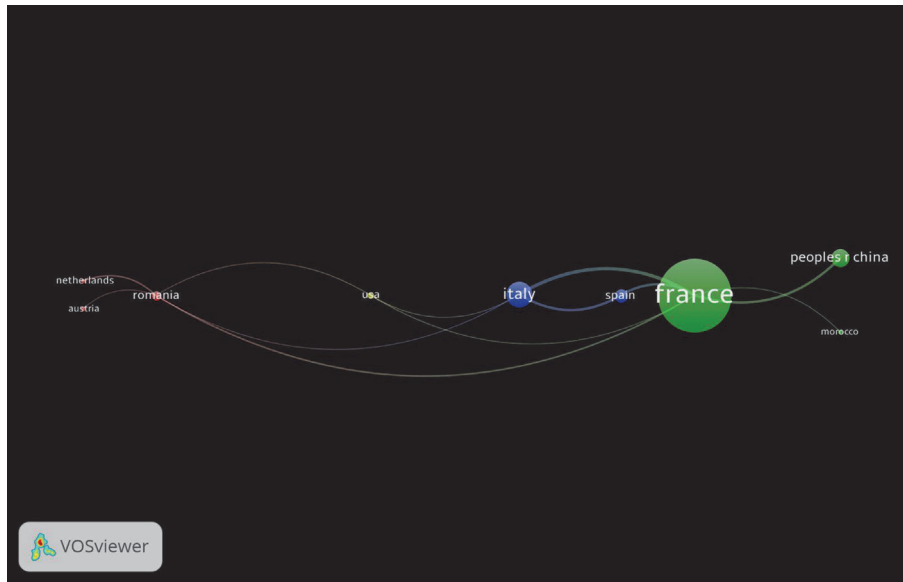 peoples r china
netherlands
romania
usa
italy
spain
france
austria
morocco
VOSviewer